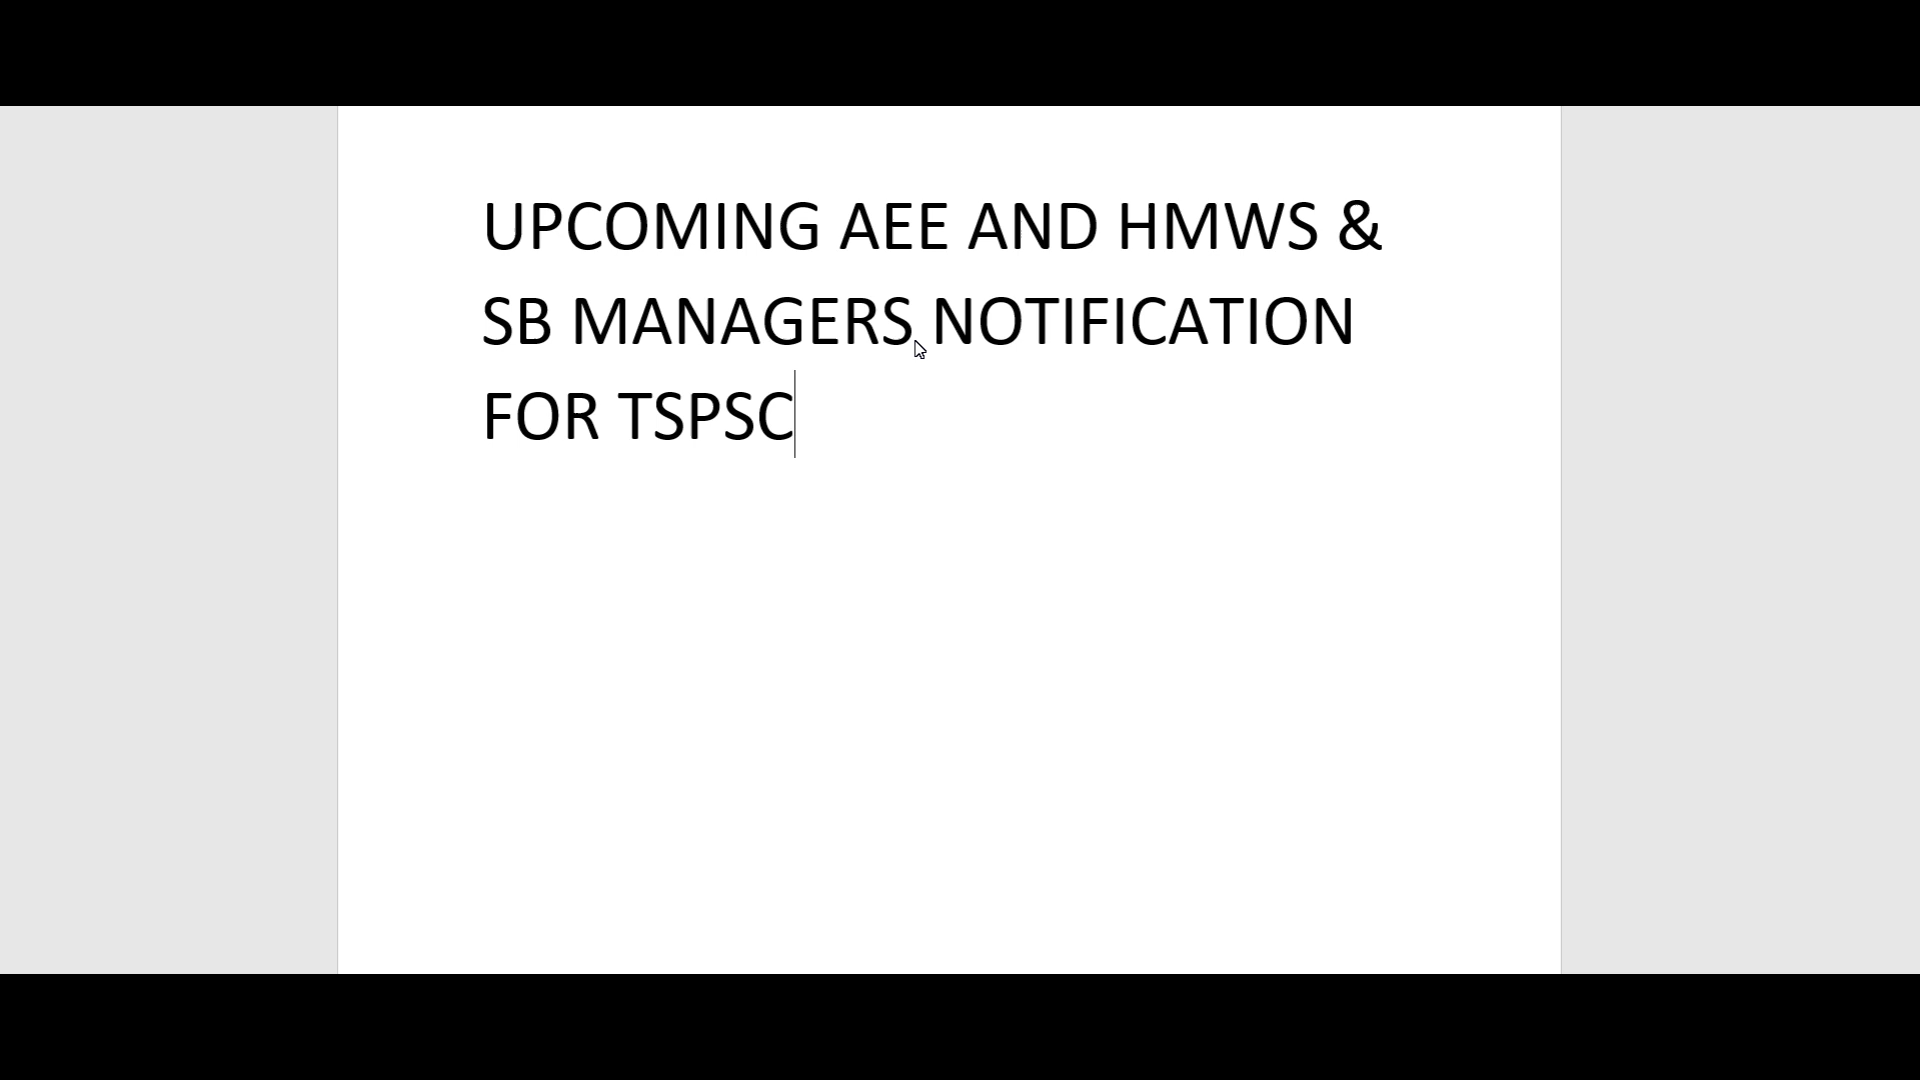 UPCOMING AEE AND HMWS &
SB MANAGERS NOTIFICATION
FOR TSPSC